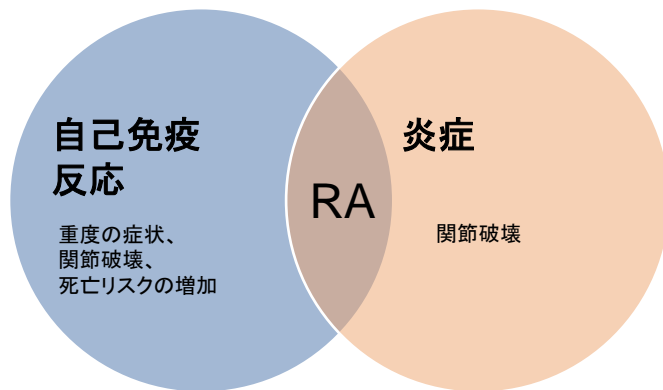 自己免疫
反応
重度の症状、
関節破壊、
死亡リスクの増加
RA
炎症
関節破壊